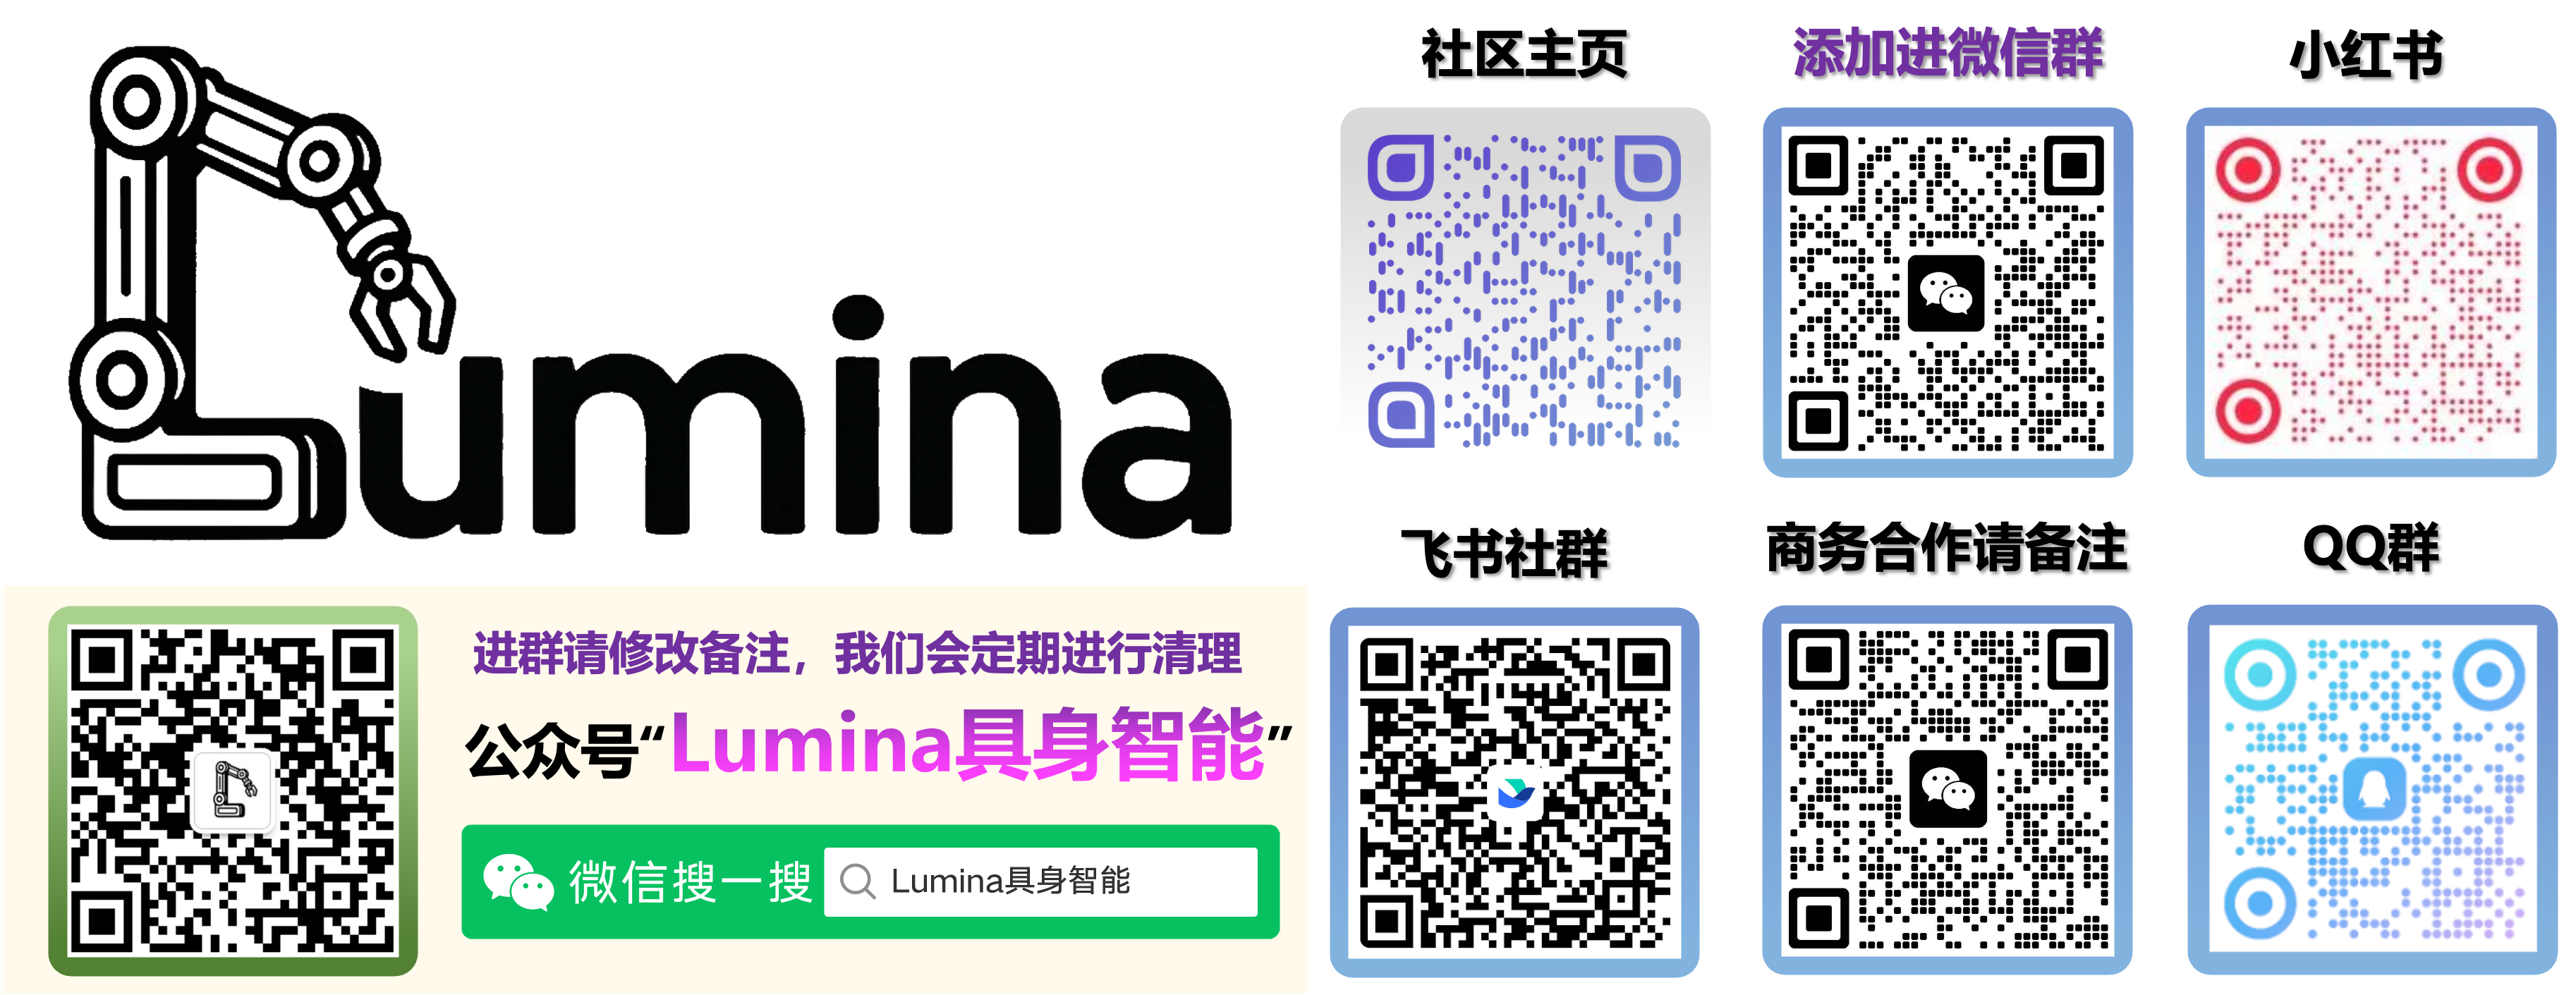 Lumina
进群请修改备注，我们会定期进行清理
公众号“Lumina具身智能”
微信搜一搜 Lumina具身智能
社区主页
添加进微信群
小红书
飞书社群
商务合作请备注
QQ群